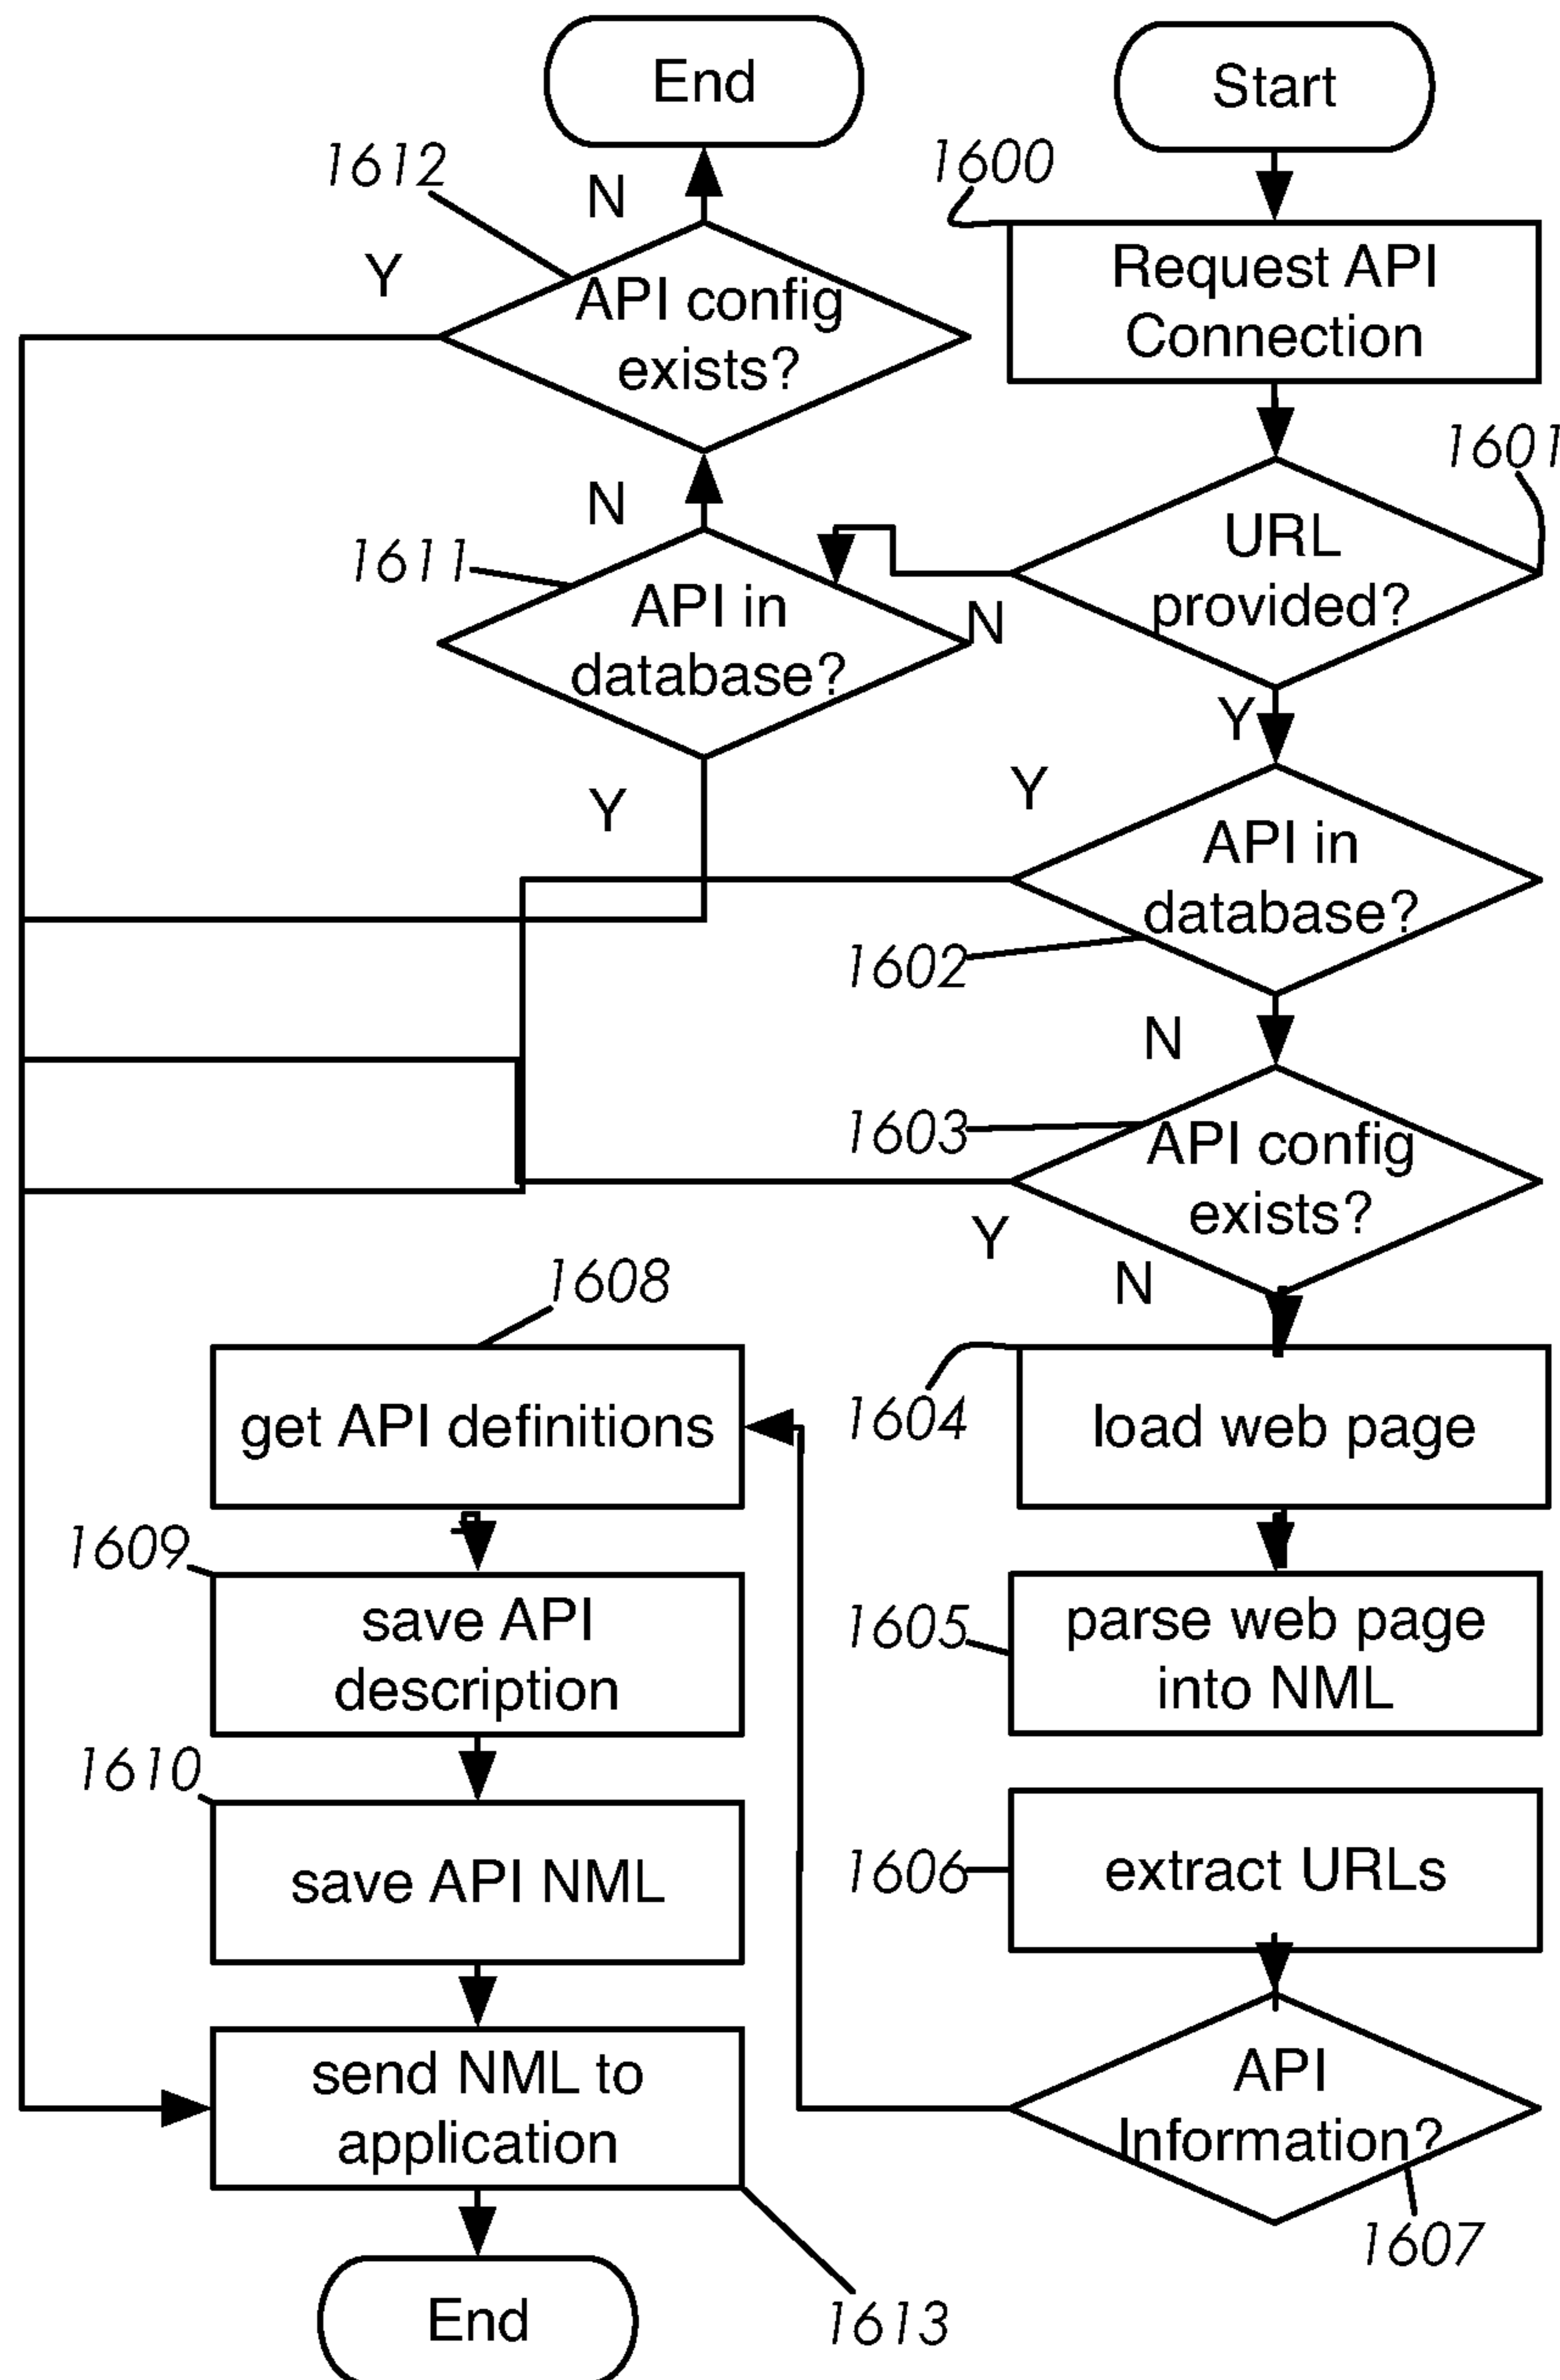 End
Start
1612
N
1600
Y
API config
exists?
Request API
Connection
1601
N
1611
API in
database?
N
URL
provided?
Y
Y
Y
API in
database?
1602
N
1603
API config
exists?
Y
N
1608
get API definitions
1604
load web page
1609
save API
description
1605
parse web page
into NML
1610
save API NML
1606
extract URLs
send NML to
application
API
Information?
1607
End
1613